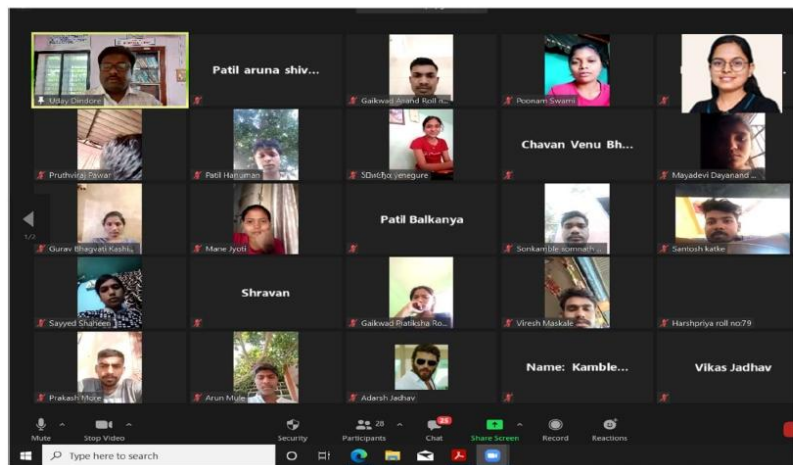 Uday Dindore
Patil aruna shiv...
Gaikwad Anand Roll n...
Poonam Swami
Pruthviraj Pawar
Patil Hanuman
yenegure
Chavan Venu Bh...
Mayadevi Dayanand ...
1/2
Gurav Bhagvati Kashi...
Mane Jyoti
Patil Balkanya
Sonkamble somnath ...
Santosh katke
Sayyed Shaheen
Shravan
Gaikwad Pratiksha Ro...
Viresh Maskale
Harshpriya roll no:79
Prakash More
Arun Mule
Adarsh Jadhav
Name: Kamble...
Vikas Jadhav
Mute
Stop Video
Security
28
Participants
25
Chat
Share Screen
Record
Reactions
Type here to search